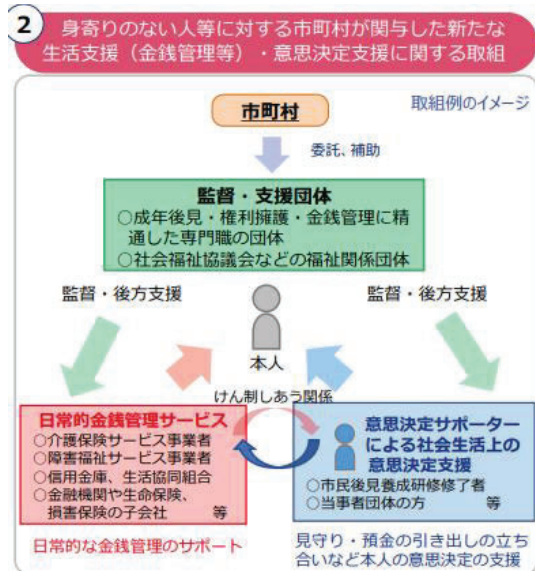 2
身寄りのない人等に対する市町村が関与した新たな
生活支援（金銭管理等）・意思決定支援に関する取組
取組例のイメージ
市町村
委託、補助
監督・支援団体
○成年後見・権利擁護・金銭管理に精
通した専門職の団体
○社会福祉協議会などの福祉関係団体
監督・後方支援
監督・後方支援
本人
けん制しあう関係
日常的金銭管理サービス
○介護保険サービス事業者
○障害福祉サービス事業者
○信用金庫、生活協同組合
○金融機関や生命保険、
損害保険の子会社 等
日常的な金銭管理のサポート
意思決定サポーター
による社会生活上の
意思決定支援
○市民後見養成研修修了者
○当事者団体の方 等
見守り・預金の引き出しの立ち
合いなど本人の意思決定の支援